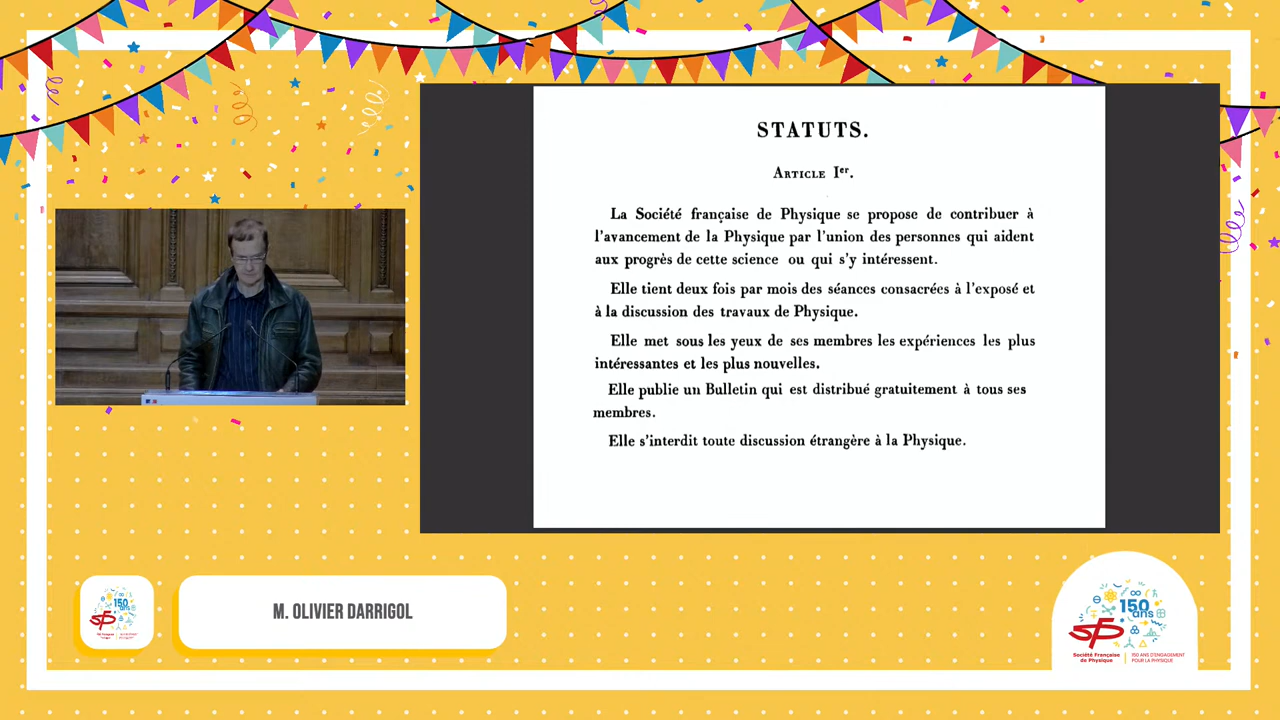 STATUTS.
ARTICLE Ier.
La Société française de Physique se propose de contribuer à
l'avancement de la Physique par l'union des personnes qui aident
aux progrès de cette science ou qui s'y intéressent.
Elle tient deux fois par mois des séances consacrées à l'exposé et
à la discussion des travaux de Physique.
Elle met sous les yeux de ses membres les expériences les plus
intéressantes et les plus nouvelles.
Elle publie un Bulletin qui est distribué gratuitement à tous ses
membres.
Elle s'interdit toute discussion étrangère à la Physique.
M. OLIVIER DARRIGOL
150
ans
sfp
150
ans
sfp
Société Française
de Physique
150 ANS D'ENGAGEMENT
POUR LA PHYSIQUE